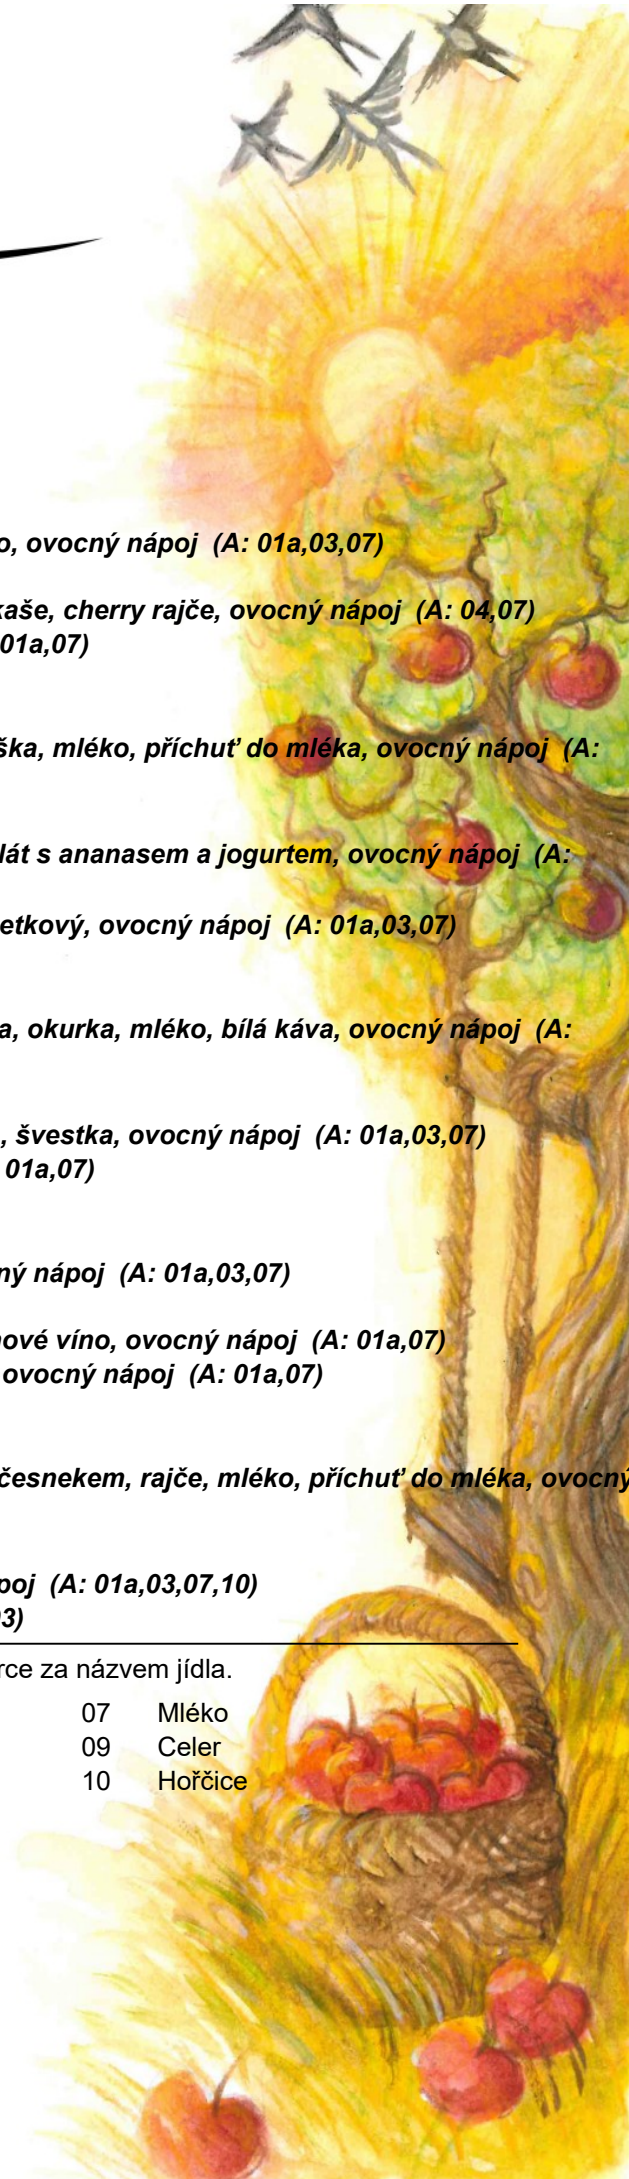 o, ovocný nápoj (A: 01a,03,07)
kaše, cherry rajče, ovocný nápoj (A: 04,07)
01a,07)
ška, mléko, příchuť do mléka, ovocný nápoj (A:
lát s ananasem a jogurtem, ovocný nápoj (A:
etkový, ovocný nápoj (A: 01a,03,07)
a, okurka, mléko, bílá káva, ovocný nápoj (A:
, švestka, ovocný nápoj (A: 01a,03,07)
01a,07)
ný nápoj (A: 01a,03,07)
nové víno, ovocný nápoj (A: 01a,07)
ovocný nápoj (A: 01a,07)
česnekem, rajče, mléko, příchuť do mléka, ovocný
poj (A: 01a,03,07,10)
03)
rce za názvem jídla.
07 Mléko
09 Celer
10 Hořčice